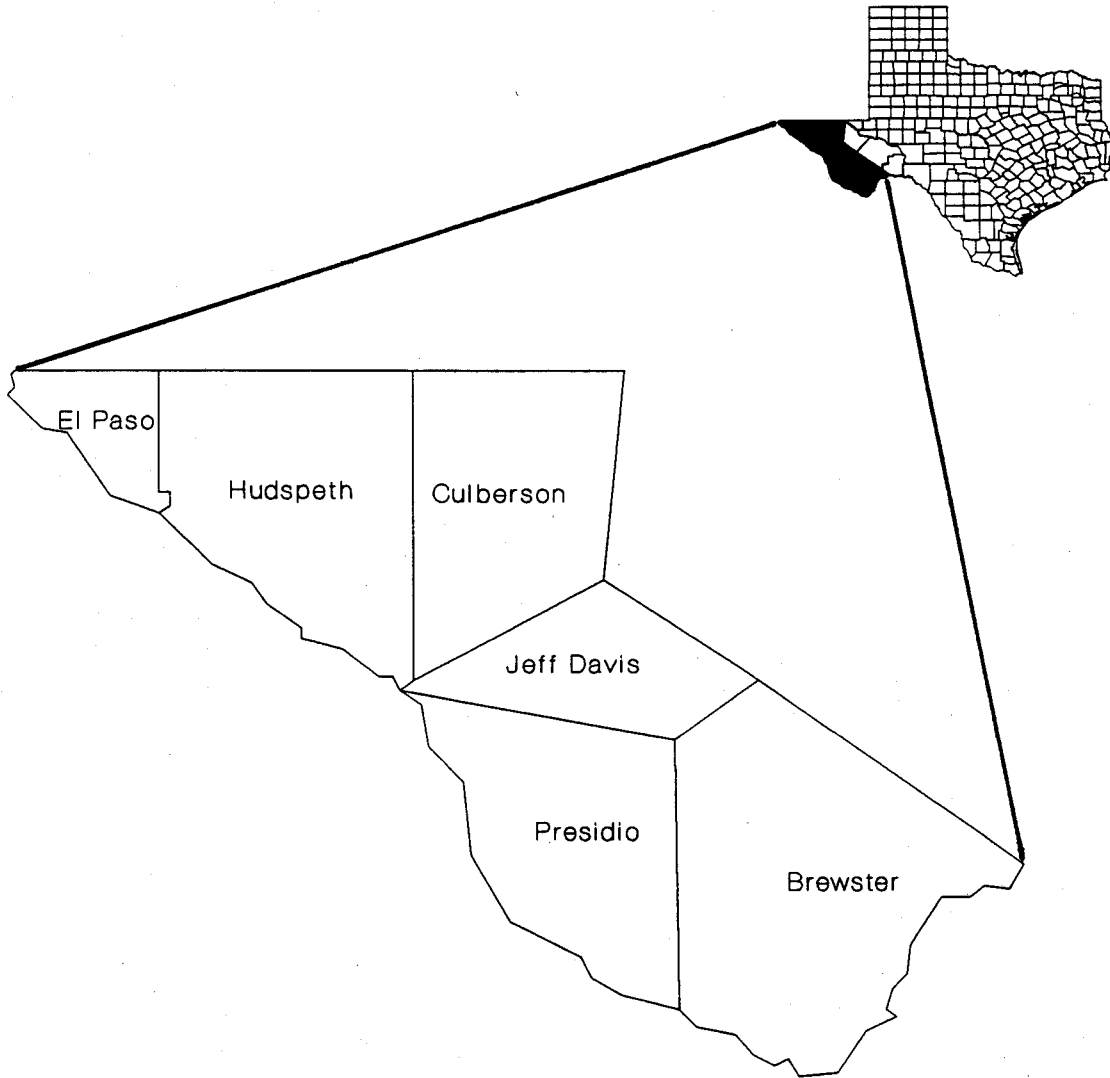 El Paso
Hudspeth
Culberson
Jeff Davis
Presidio
Brewster